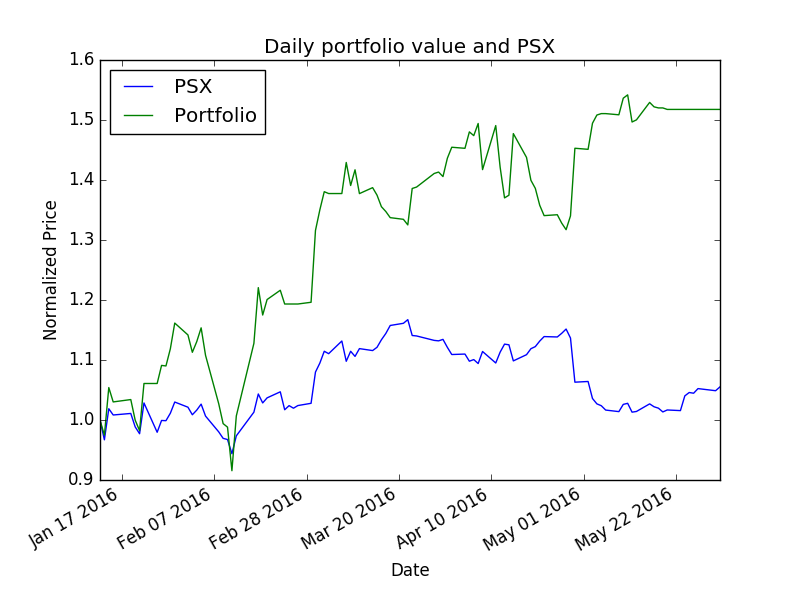 Daily portfolio value and PSX
PSX
Portfolio
1.6
1.5
1.4
1.3
1.2
1.1
1.0
0.9
Normalized Price
Jan 17 2016
Feb 07 2016
Feb 28 2016
Mar 20 2016
Apr 10 2016
May 01 2016
May 22 2016
Date